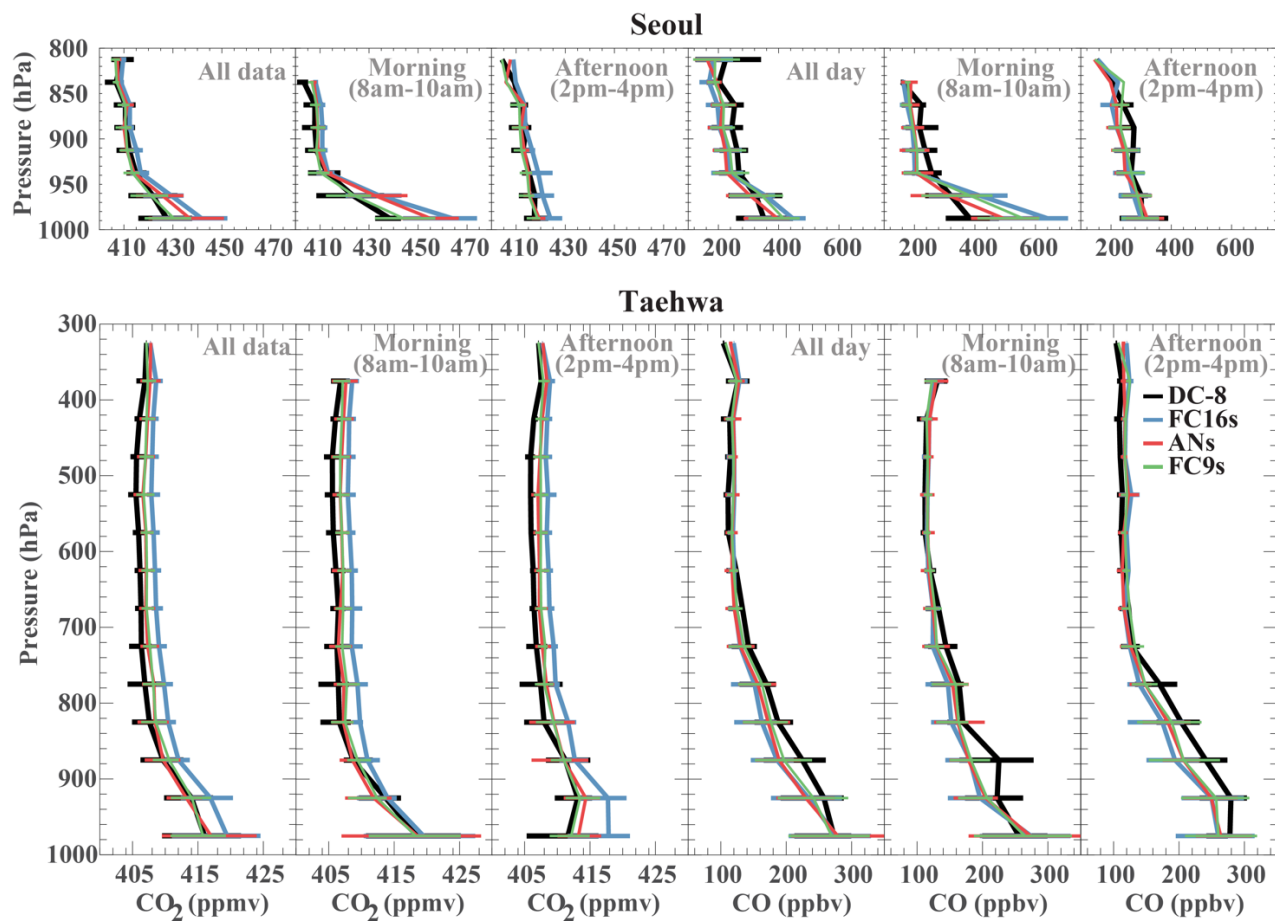 Seoul
All data
Morning
(8am-10am)
Afternoon
(2pm-4pm)
All day
Morning
(8am-10am)
Afternoon
(2pm-4pm)
Pressure (hPa)
800
850
900
950
1000
410 430 450 470
410 430 450 470
410 430 450 470
200 400 600
200 400 600
200 400 600
Taehwa
All data
Morning
(8am-10am)
Afternoon
(2pm-4pm)
All day
Morning
(8am-10am)
Afternoon
(2pm-4pm)
DC-8
FC16s
ANs
FC9s
Pressure (hPa)
300
400
500
600
700
800
900
1000
405 415 425
405 415 425
405 415 425
100 200 300
100 200 300
100 200 300
CO2 (ppmv)
CO2 (ppmv)
CO2 (ppmv)
CO (ppbv)
CO (ppbv)
CO (ppbv)